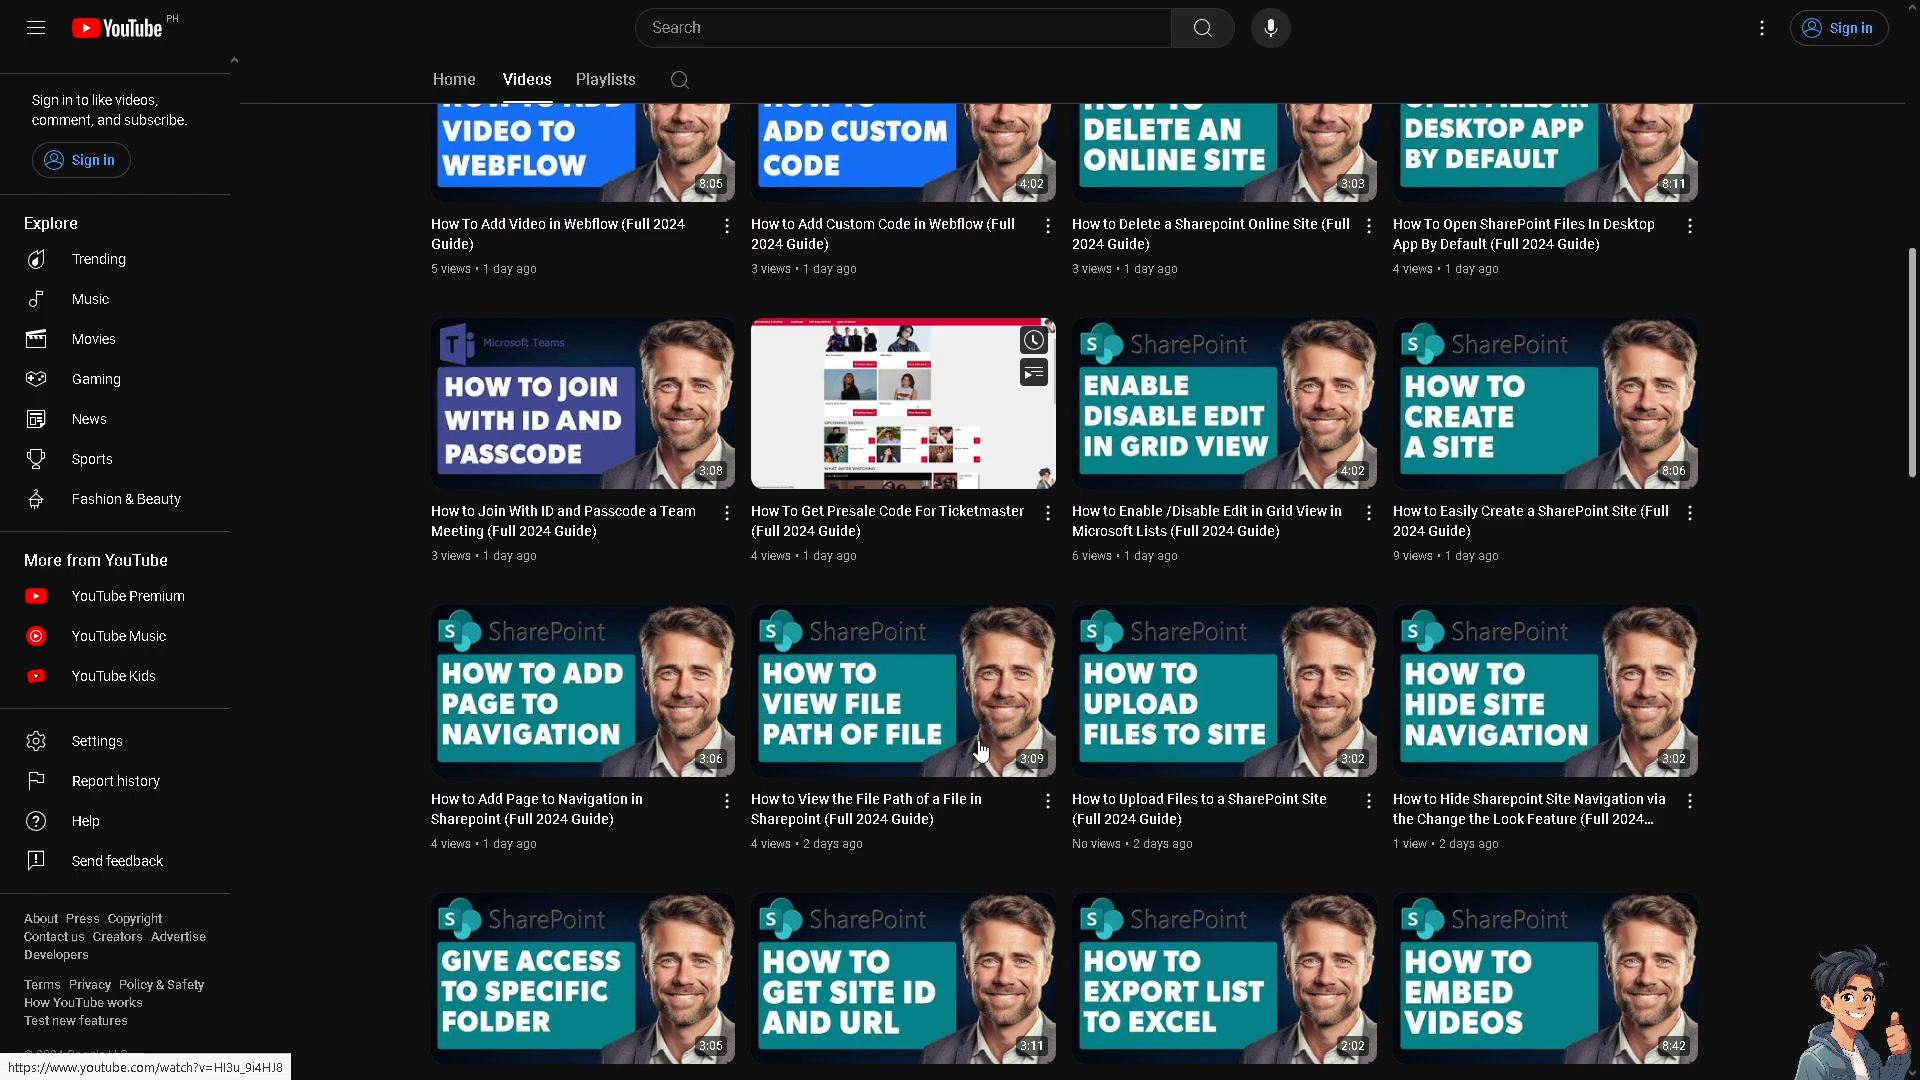 YouTube PH
Search
Sign in
Home Videos Playlists
Sign in to like videos,
comment, and subscribe.
Sign in
Explore
Trending
Music
Movies
Gaming
News
Sports
Fashion & Beauty
More from YouTube
YouTube Premium
YouTube Music
YouTube Kids
Settings
Report history
Help
Send feedback
About Press Copyright
Contact us Creators Advertise
Developers
Terms Privacy Policy & Safety
How YouTube works
Test new features
https://www.youtube.com/watch?v=HI3u_9i4HJ8
HOW TO ADD
VIDEO TO
WEBFLOW
8:05
How To Add Video in Webflow (Full 2024
Guide)
5 views • 1 day ago
HOW TO
ADD CUSTOM
CODE
4:02
How to Add Custom Code in Webflow (Full
2024 Guide)
3 views • 1 day ago
HOW TO
DELETE AN
ONLINE SITE
3:03
How to Delete a Sharepoint Online Site (Full
2024 Guide)
3 views • 1 day ago
OPEN FILES IN
DESKTOP APP
BY DEFAULT
8:11
How To Open SharePoint Files In Desktop
App By Default (Full 2024 Guide)
4 views • 1 day ago
Microsoft Teams
HOW TO JOIN
WITH ID AND
PASSCODE
3:08
How to Join With ID and Passcode a Team
Meeting (Full 2024 Guide)
3 views • 1 day ago
UPCOMING SHOWS
WHAT WE'RE WATCHING
How To Get Presale Code For Ticketmaster
(Full 2024 Guide)
4 views • 1 day ago
SharePoint
ENABLE
DISABLE EDIT
IN GRID VIEW
4:02
How to Enable /Disable Edit in Grid View in
Microsoft Lists (Full 2024 Guide)
6 views • 1 day ago
SharePoint
HOW TO
CREATE
A SITE
8:06
How to Easily Create a SharePoint Site (Full
2024 Guide)
9 views • 1 day ago
SharePoint
HOW TO ADD
PAGE TO
NAVIGATION
3:06
How to Add Page to Navigation in
Sharepoint (Full 2024 Guide)
4 views • 1 day ago
SharePoint
HOW TO
VIEW FILE
PATH OF FILE
3:09
How to View the File Path of a File in
Sharepoint (Full 2024 Guide)
4 views • 2 days ago
SharePoint
HOW TO
UPLOAD
FILES TO SITE
3:02
How to Upload Files to a SharePoint Site
(Full 2024 Guide)
No views • 2 days ago
SharePoint
HOW TO
HIDE SITE
NAVIGATION
3:02
How to Hide Sharepoint Site Navigation via
the Change the Look Feature (Full 2024...
1 view • 2 days ago
SharePoint
GIVE ACCESS
TO SPECIFIC
FOLDER
3:05
SharePoint
HOW TO
GET SITE ID
AND URL
3:11
SharePoint
HOW TO
EXPORT LIST
TO EXCEL
2:02
SharePoint
HOW TO
EMBED
VIDEOS
8:42